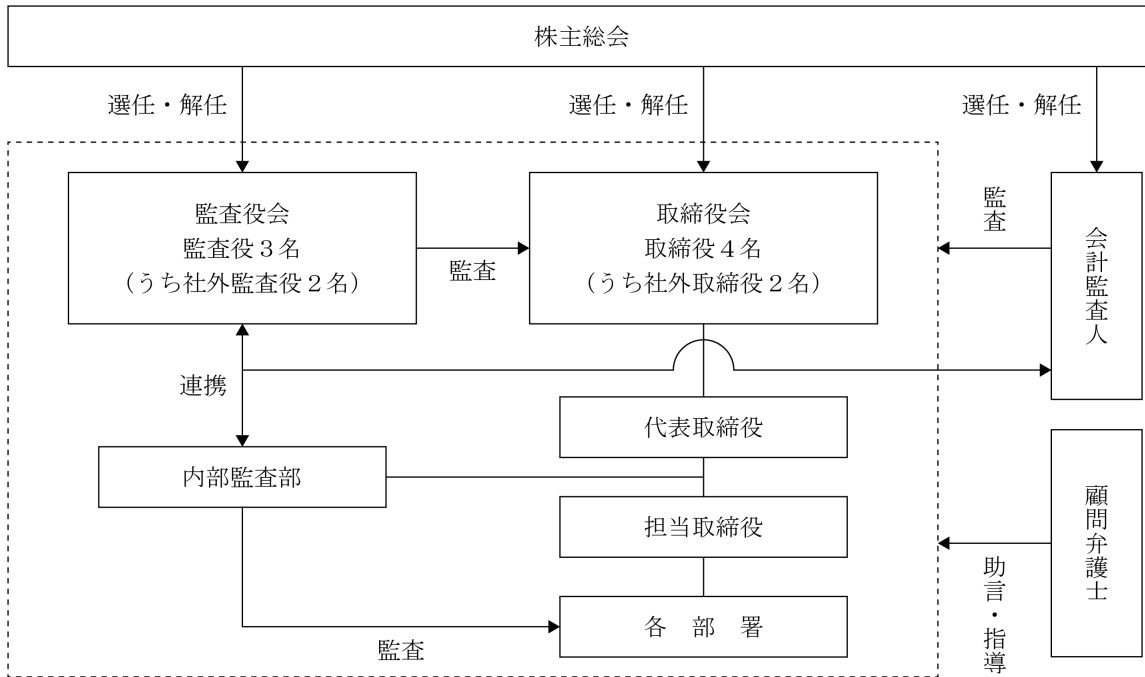 株主総会
選任・解任
選任・解任
選任・解任
監査役会
監査役３名
（うち社外監査役２名）
監査
取締役会
取締役４名
（うち社外取締役２名）
監査
会計監査人
連携
代表取締役
内部監査部
担当取締役
顧問弁護士
助言・指導
各　部　署
監査